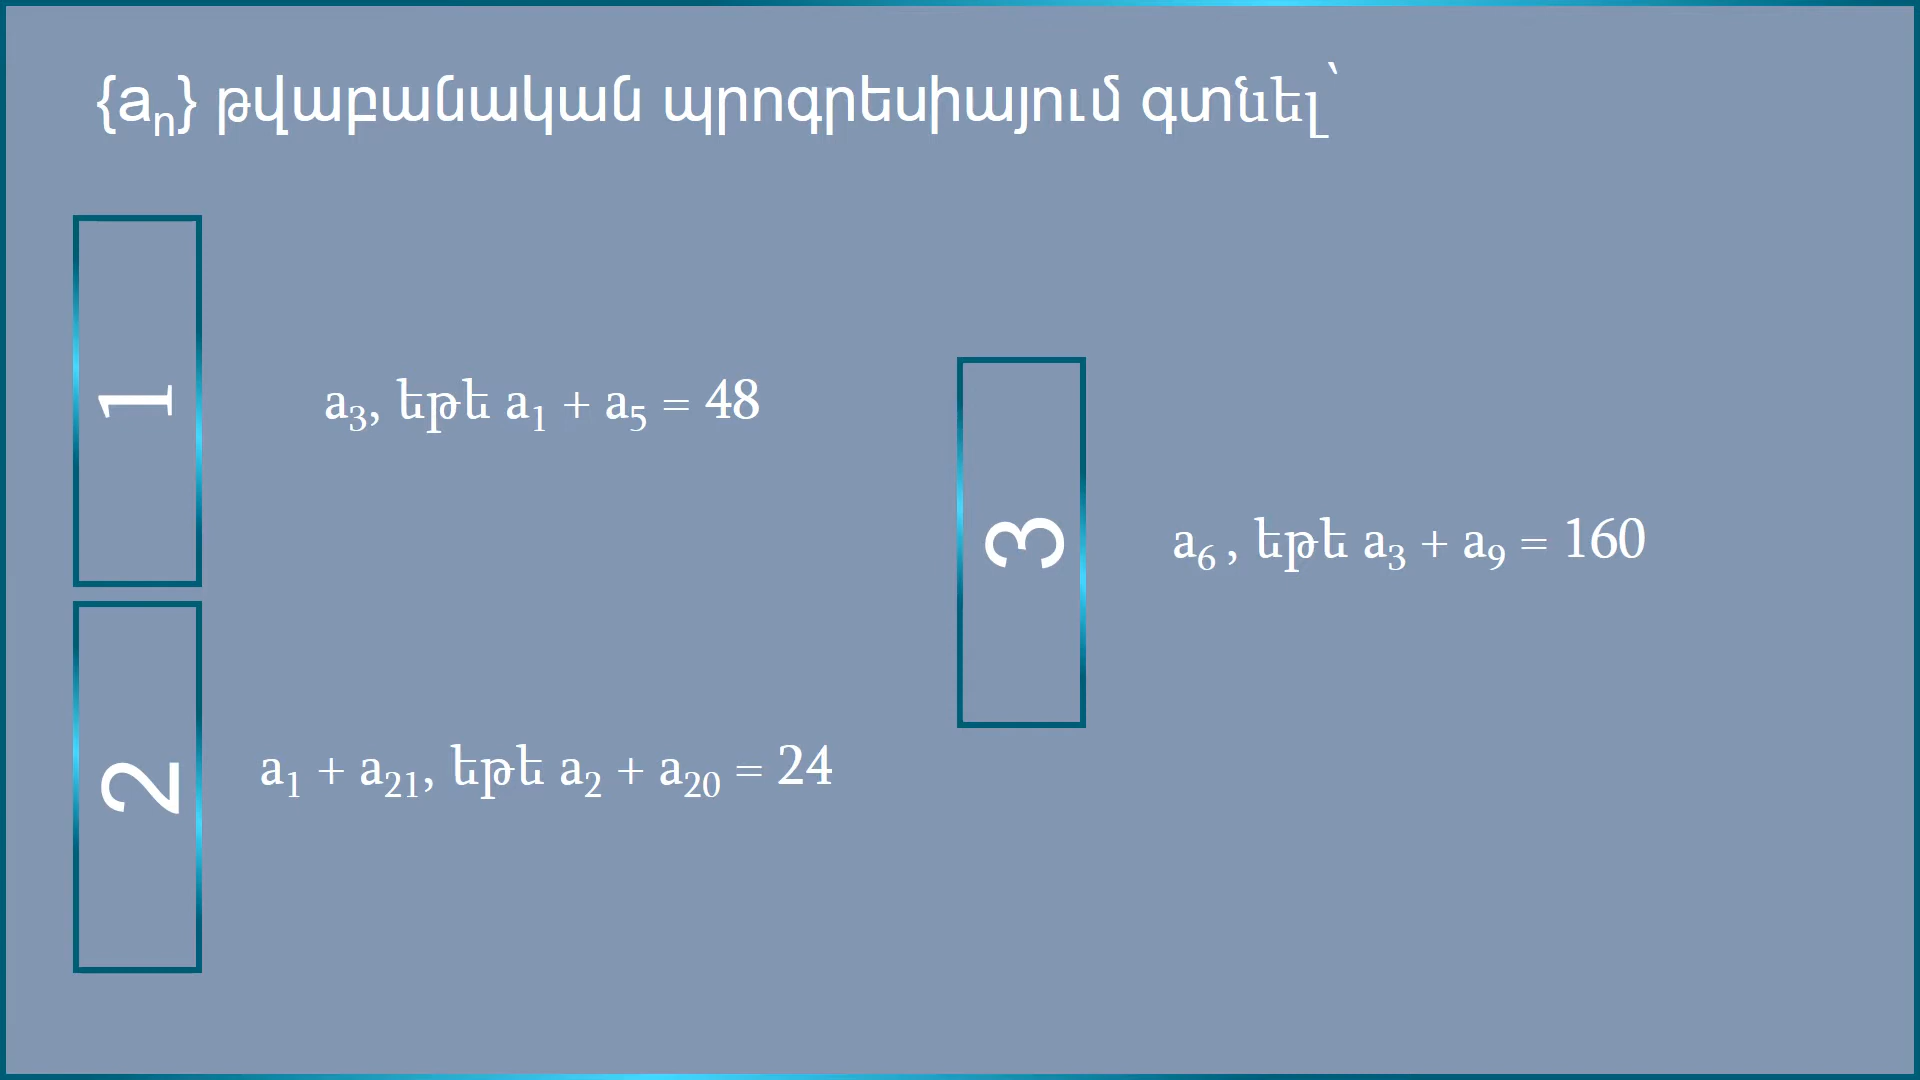 {aₙ} թվաբանական պրոգրեսիայում գտնել՝
1
a₃, եթե a₁ + a₅ = 48
2
a₁ + a₂₁, եթե a₂ + a₂₀ = 24
3
a₆ , եթե a₃ + a₉ = 160